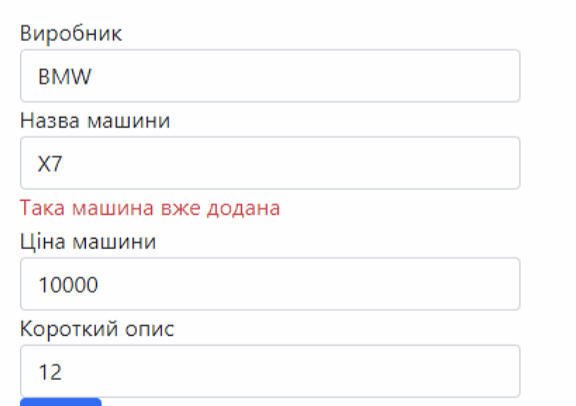 Виробник
BMW
Назва машини
X7
Така машина вже додана
Ціна машини
10000
Короткий опис
12